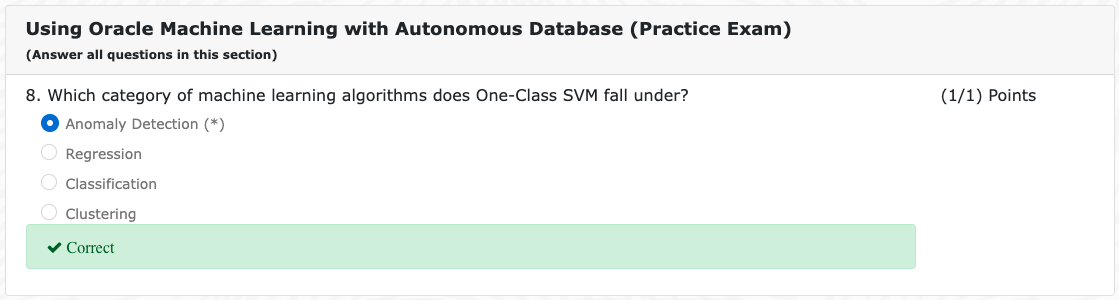 Using Oracle Machine Learning with Autonomous Database (Practice Exam)
(Answer all questions in this section)
8. Which category of machine learning algorithms does One-Class SVM fall under? (1/1) Points
Anomaly Detection (*)
Regression
Classification
Clustering
Correct